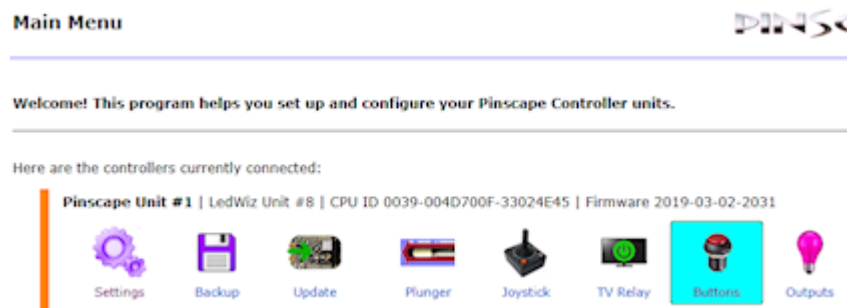 Main Menu
Welcome! This program helps you set up and configure your Pinscape Controller units.
Here are the controllers currently connected:
Pinscape Unit #1 | LedWiz Unit #8 | CPU ID 0039-004D700F-33024E45 | Firmware 2019-03-02-2031
Settings Backup Update Plunger Joystick TV Relay Buttons Outputs